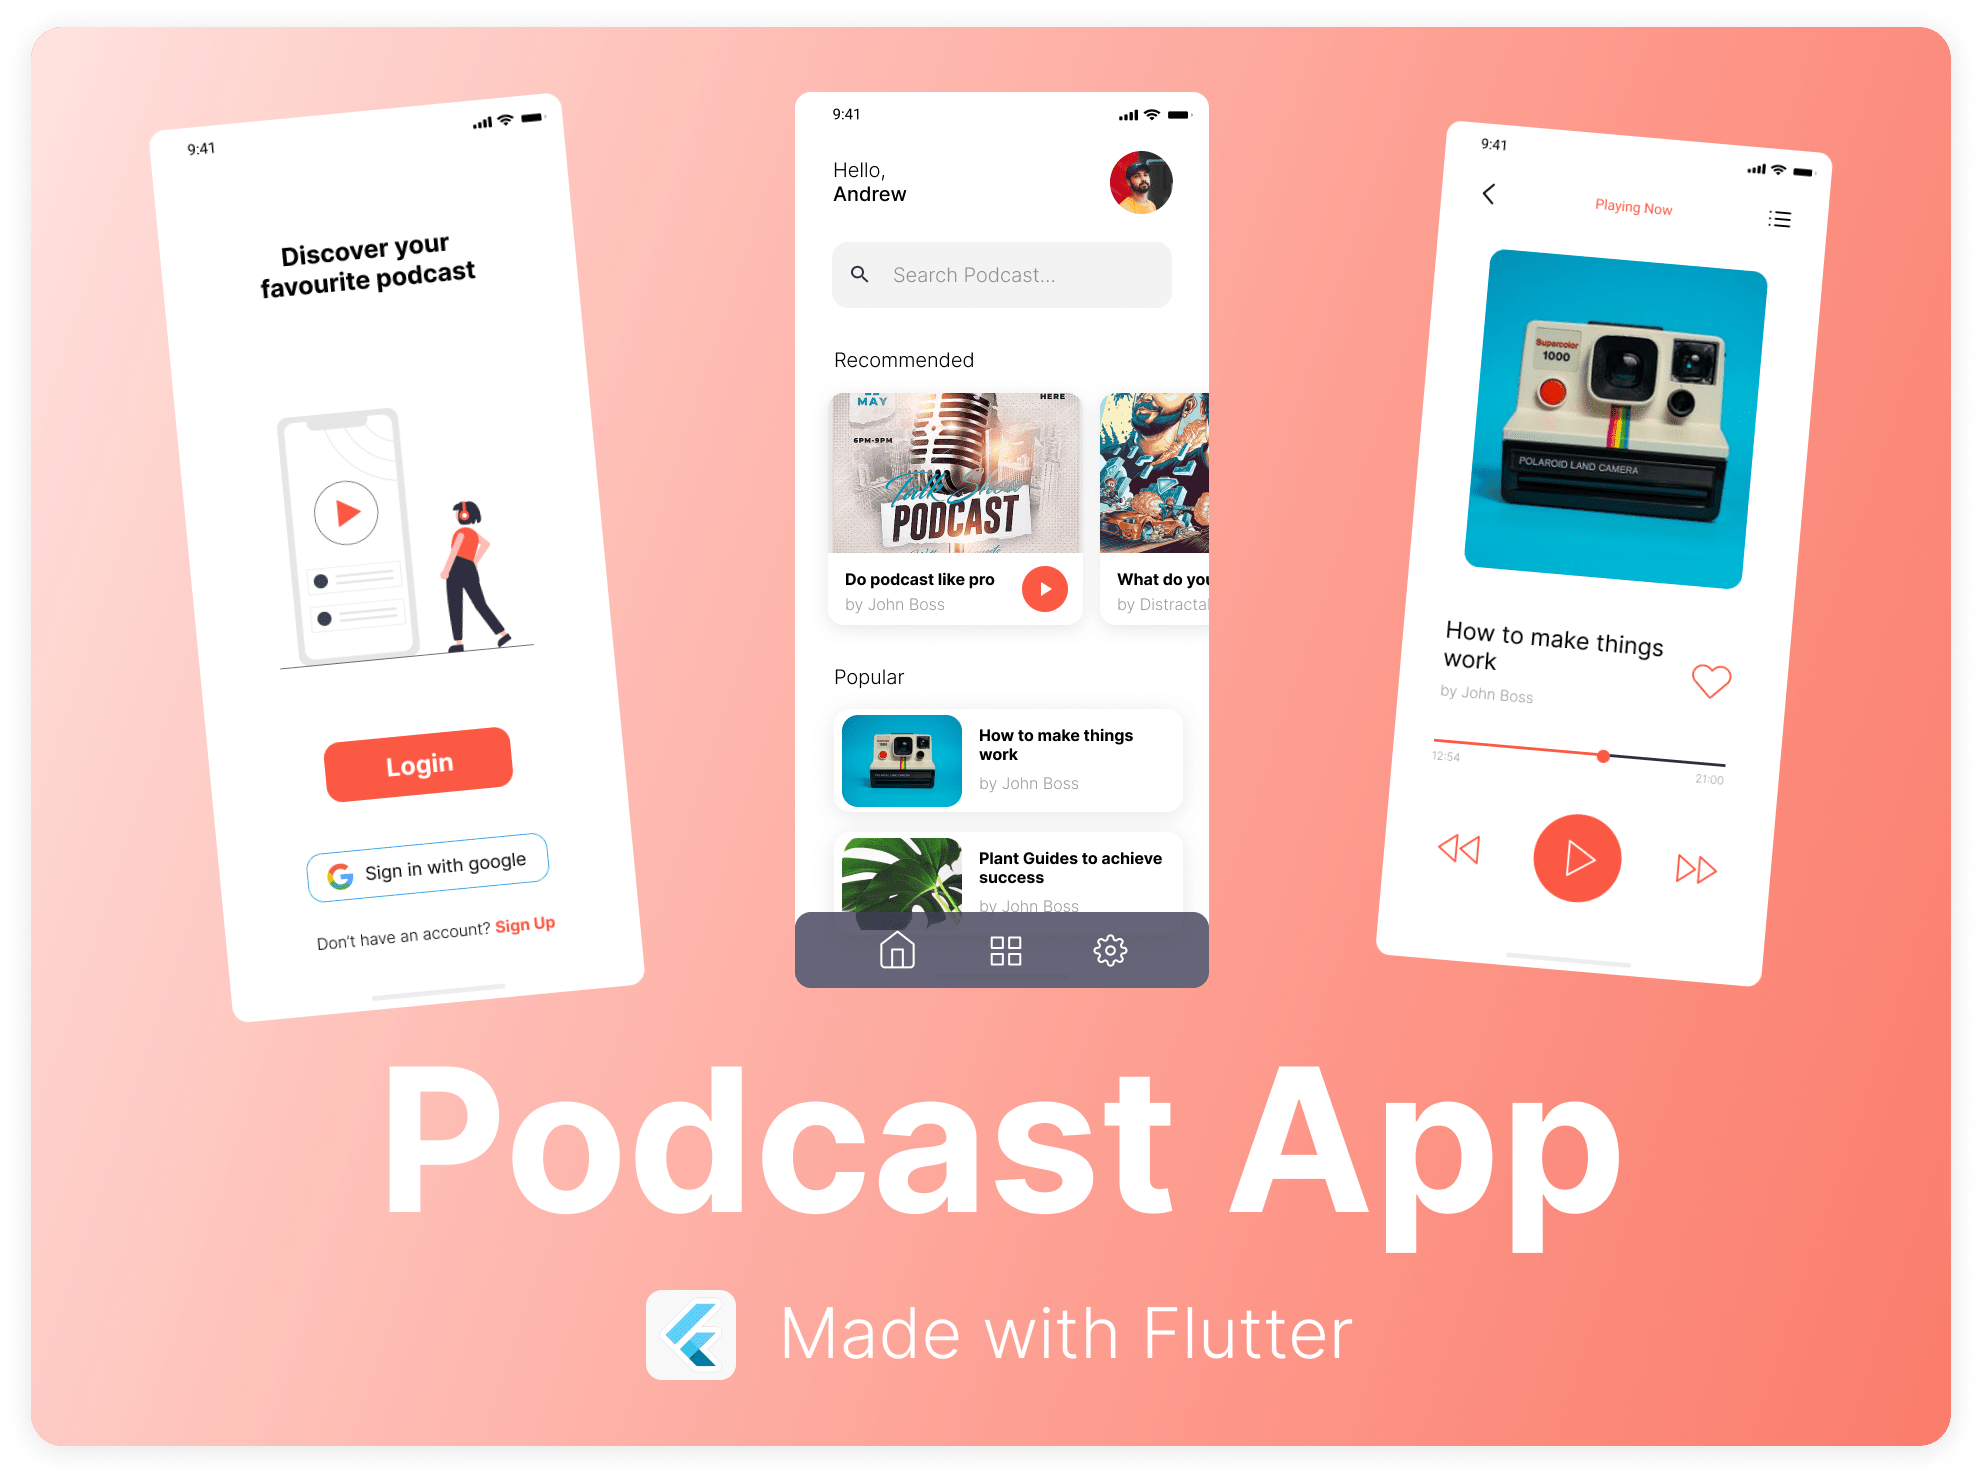 9:41
Discover your
favourite podcast
Login
Sign in with google
Don't have an account? Sign Up
9:41
Hello,
Andrew
Search Podcast...
Recommended
MAY
HERE
6PM-9PM
Talk Show
PODCAST
Do podcast like pro
by John Boss
What do you
by Distractal
Popular
How to make things
work
by John Boss
Plant Guides to achieve
success
by John Boss
9:41
Playing Now
Supercolor
1000
POLAROID LAND CAMERA
How to make things
work
by John Boss
12:54
21:00
Podcast App
Made with Flutter